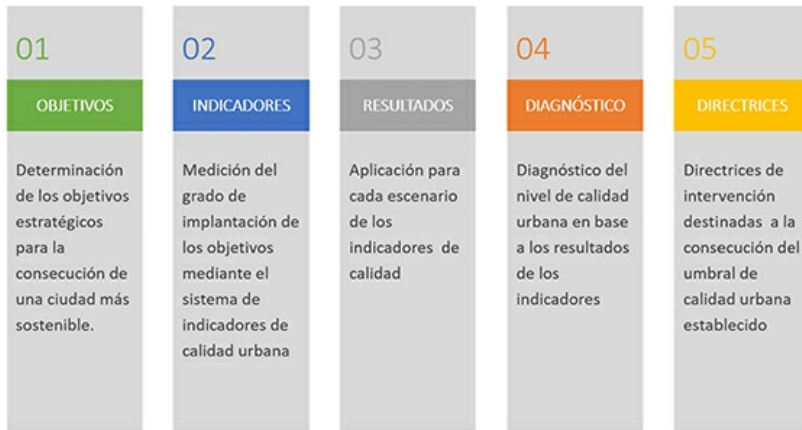 01
OBJETIVOS
Determinación
de los objetivos
estratégicos
para la
consecución de
una ciudad más
sostenible.
02
INDICADORES
Medición del
grado de
implantación de
los objetivos
mediante el
sistema de
indicadores de
calidad urbana
03
RESULTADOS
Aplicación para
cada escenario
de los
indicadores de
calidad
04
DIAGNÓSTICO
Diagnóstico del
nivel de calidad
urbana en base
a los resultados
de los
indicadores
05
DIRECTRICES
Directrices de
intervención
destinadas a la
consecución del
umbral de
calidad urbana
establecido